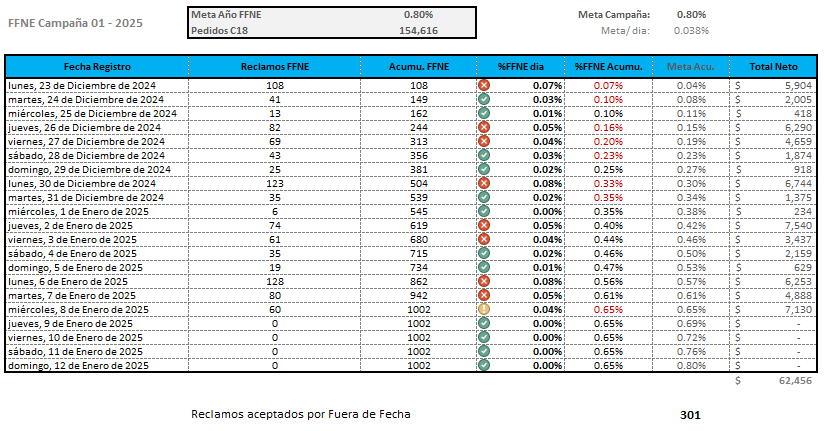 FFNE Campaña 01 - 2025
Meta Año FFNE 0.80%
Pedidos C18 154,616
Meta Campaña: 0.80%
Meta/ dia: 0.038%
Fecha Registro Reclamos FFNE Acumu. FFNE %FFNE dia %FFNE Acumu. Meta Acu. Total Neto
lunes, 23 de Diciembre de 2024 108 108 0.07% 0.07% 0.04% $ 5,904
martes, 24 de Diciembre de 2024 41 149 0.03% 0.10% 0.08% $ 2,005
miércoles, 25 de Diciembre de 2024 13 162 0.01% 0.10% 0.11% $ 418
jueves, 26 de Diciembre de 2024 82 244 0.05% 0.16% 0.15% $ 6,290
viernes, 27 de Diciembre de 2024 69 313 0.04% 0.20% 0.19% $ 4,659
sábado, 28 de Diciembre de 2024 43 356 0.03% 0.23% 0.23% $ 1,874
domingo, 29 de Diciembre de 2024 25 381 0.02% 0.25% 0.27% $ 918
lunes, 30 de Diciembre de 2024 123 504 0.08% 0.33% 0.30% $ 6,744
martes, 31 de Diciembre de 2024 35 539 0.02% 0.35% 0.34% $ 1,375
miércoles, 1 de Enero de 2025 6 545 0.00% 0.35% 0.38% $ 234
jueves, 2 de Enero de 2025 74 619 0.05% 0.40% 0.42% $ 7,540
viernes, 3 de Enero de 2025 61 680 0.04% 0.44% 0.46% $ 3,437
sábado, 4 de Enero de 2025 35 715 0.02% 0.46% 0.50% $ 2,159
domingo, 5 de Enero de 2025 19 734 0.01% 0.47% 0.53% $ 629
lunes, 6 de Enero de 2025 128 862 0.08% 0.56% 0.57% $ 6,253
martes, 7 de Enero de 2025 80 942 0.05% 0.61% 0.61% $ 4,888
miércoles, 8 de Enero de 2025 60 1002 0.04% 0.65% 0.65% $ 7,130
jueves, 9 de Enero de 2025 0 1002 0.00% 0.65% 0.69% $ -
viernes, 10 de Enero de 2025 0 1002 0.00% 0.65% 0.72% $ -
sábado, 11 de Enero de 2025 0 1002 0.00% 0.65% 0.76% $ -
domingo, 12 de Enero de 2025 0 1002 0.00% 0.65% 0.80% $ -
$ 62,456
Reclamos aceptados por Fuera de Fecha 301